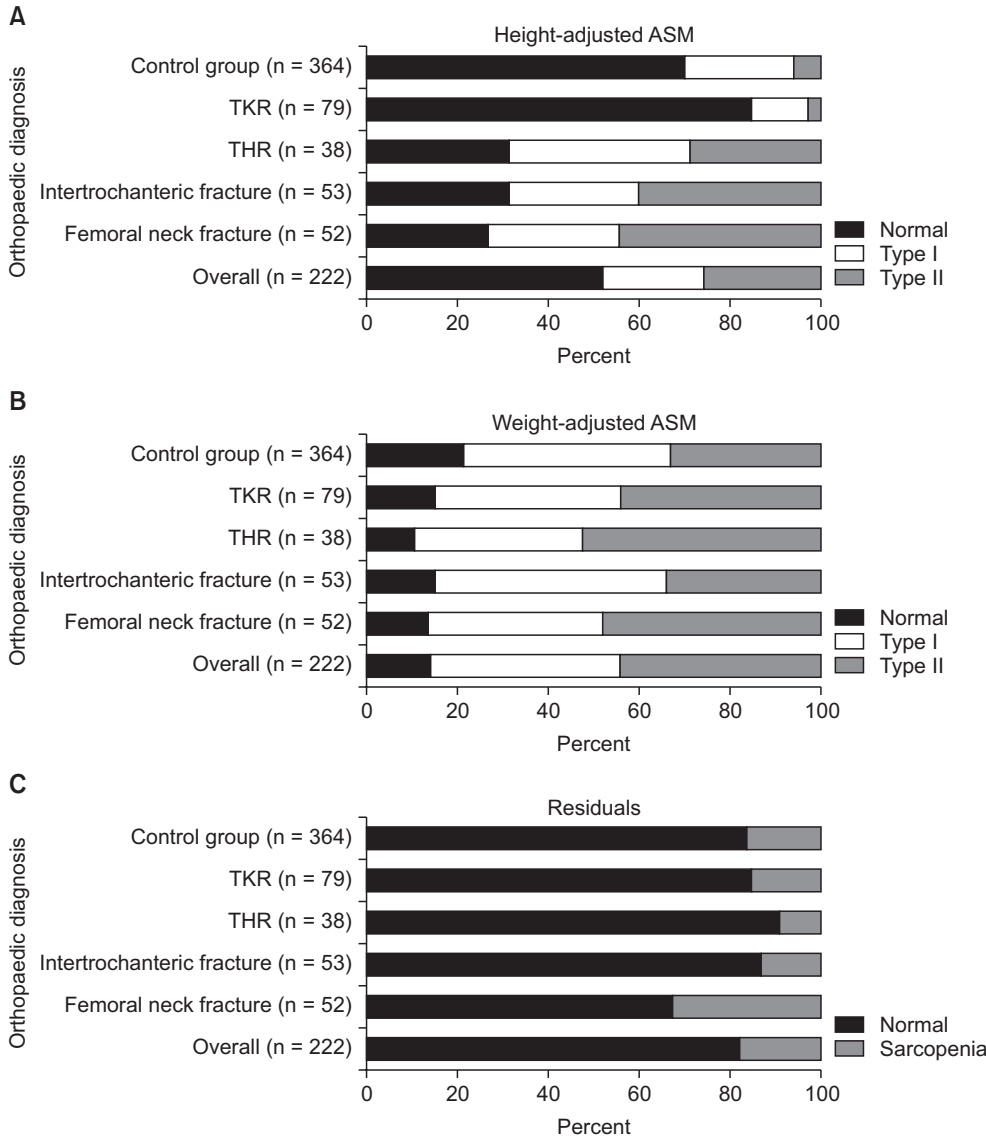 A
Height-adjusted ASM
Orthopaedic diagnosis
Control group (n = 364)
TKR (n = 79)
THR (n = 38)
Intertrochanteric fracture (n = 53)
Femoral neck fracture (n = 52)
Overall (n = 222)
Normal
Type I
Type II
0 20 40 60 80 100
Percent
B
Weight-adjusted ASM
Orthopaedic diagnosis
Control group (n = 364)
TKR (n = 79)
THR (n = 38)
Intertrochanteric fracture (n = 53)
Femoral neck fracture (n = 52)
Overall (n = 222)
Normal
Type I
Type II
0 20 40 60 80 100
Percent
C
Residuals
Orthopaedic diagnosis
Control group (n = 364)
TKR (n = 79)
THR (n = 38)
Intertrochanteric fracture (n = 53)
Femoral neck fracture (n = 52)
Overall (n = 222)
Normal
Sarcopenia
0 20 40 60 80 100
Percent